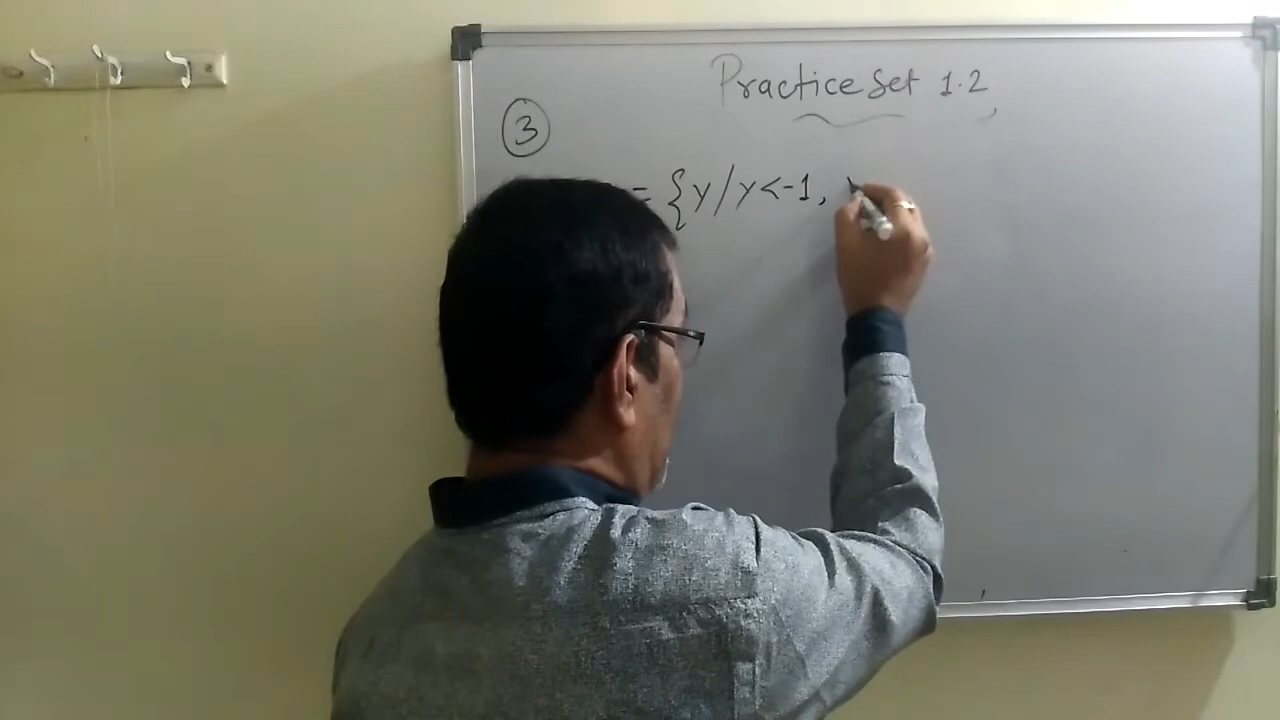 Practice Set 1.2
3
= {y/y<-1,